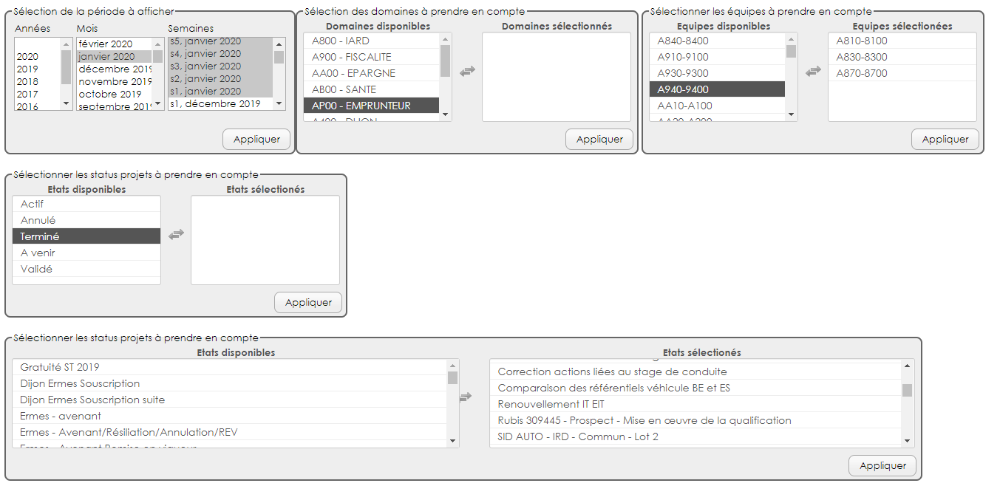 Sélection de la période à afficher
Années
Mois
Semaines
2020
2019
2018
2017
2016
février 2020
janvier 2020
décembre 2019
novembre 2019
octobre 2019
septembre 201
s5, janvier 2020
s4, janvier 2020
s3, janvier 2020
s2, janvier 2020
s1, janvier 2020
s1, décembre 2019
Appliquer
Sélection des domaines à prendre en compte
Domaines disponibles
Domaines sélectionnés
A800 - IARD
A900 - FISCALITE
AA00 - EPARGNE
AB00 - SANTE
AP00 - EMPRUNTEUR
A400 - DIJON
Appliquer
Sélectionner les équipes à prendre en compte
Equipes disponibles
Equipes sélectionées
A840-8400
A910-9100
A930-9300
A940-9400
AA10-A100
AA20-A200
A810-8100
A830-8300
A870-8700
Appliquer
Sélectionner les status projets à prendre en compte
Etats disponibles
Etats sélectionés
Actif
Annulé
Terminé
A venir
Validé
Appliquer
Sélectionner les status projets à prendre en compte
Etats disponibles
Etats sélectionés
Gratuité ST 2019
Dijon Ermes Souscription
Dijon Ermes Souscription suite
Ermes - avenant
Ermes - Avenant/Résiliation/Annulation/REV
Ermes - Avenant Remise en vigueur
Correction actions liées au stage de conduite
Comparaison des référentiels véhicule BE et ES
Renouvellement IT EIT
Rubis 309445 - Prospect - Mise en œuvre de la qualification
SID AUTO - IRD - Commun - Lot 2
Appliquer